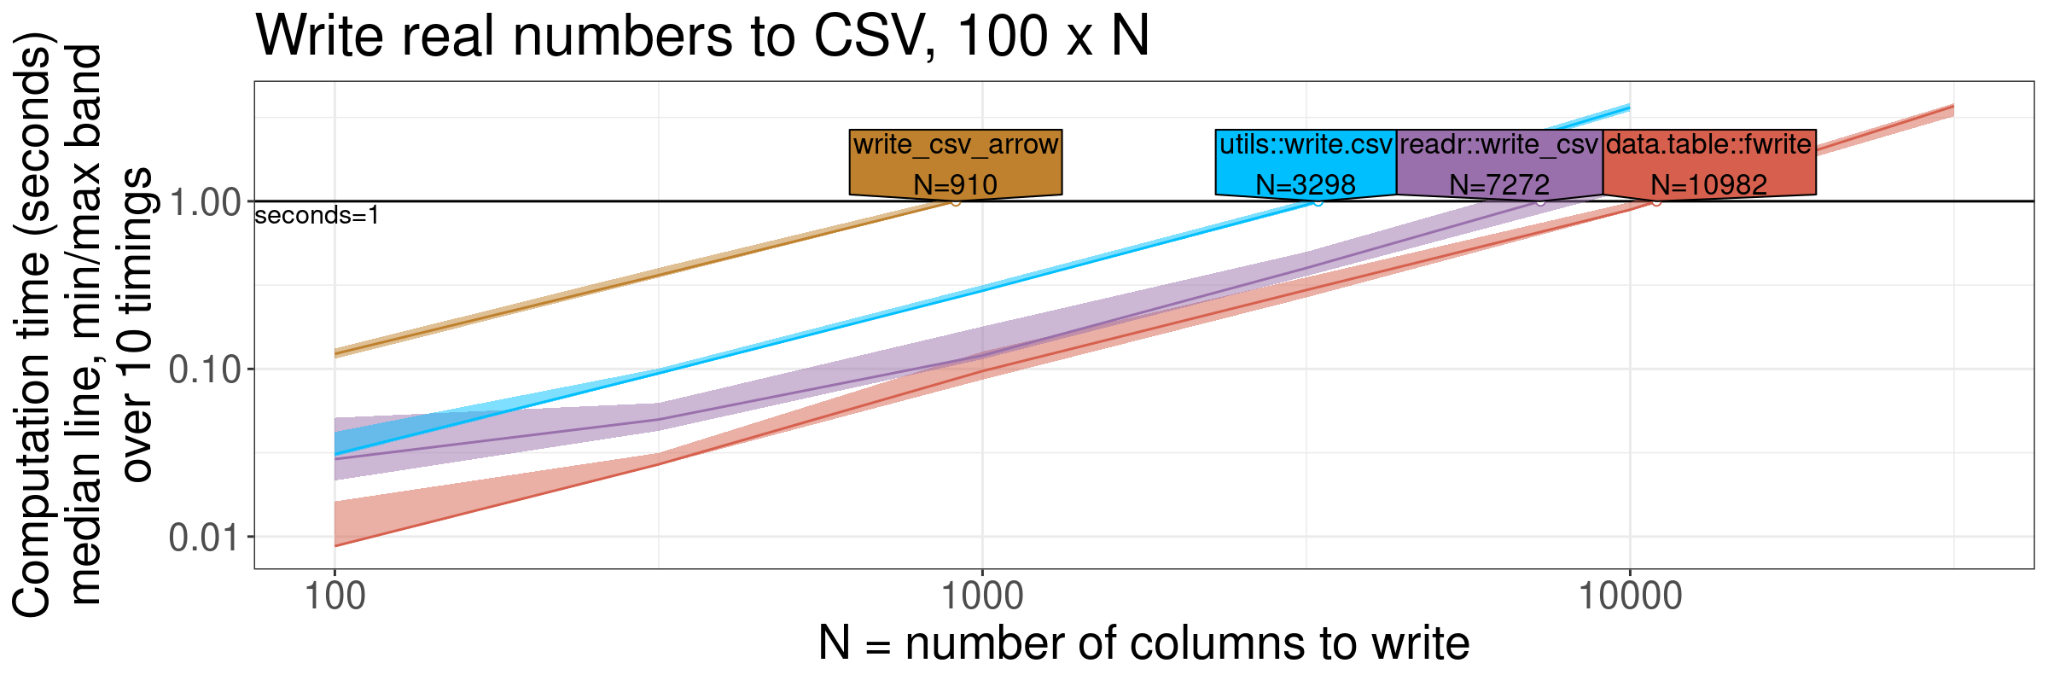 Write real numbers to CSV, 100 x N
Computation time (seconds)
median line, min/max band
over 10 timings
1.00
0.10
0.01
seconds=1
write_csv_arrow
N=910
utils::write.csv
N=3298
readr::write_csv
N=7272
data.table::fwrite
N=10982
100
1000
10000
N = number of columns to write